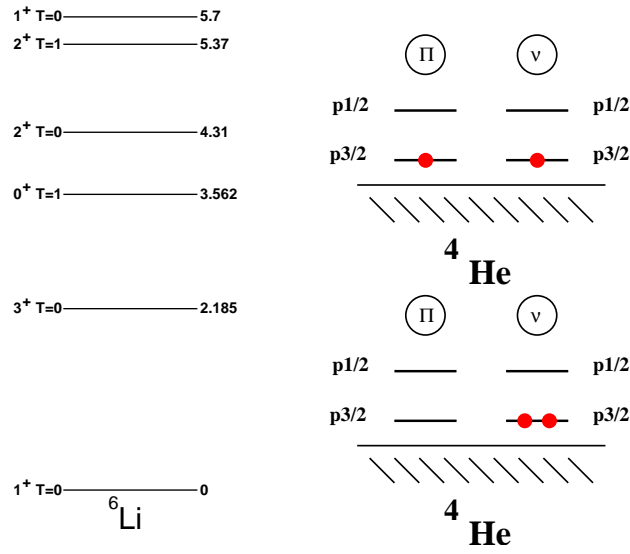 1+ T=0 5.7
2+ T=1 5.37
2+ T=0 4.31
0+ T=1 3.562
3+ T=0 2.185
1+ T=0 0
6Li
Π ν
p1/2 p1/2
p3/2 p3/2
4He
Π ν
p1/2 p1/2
p3/2 p3/2
4He